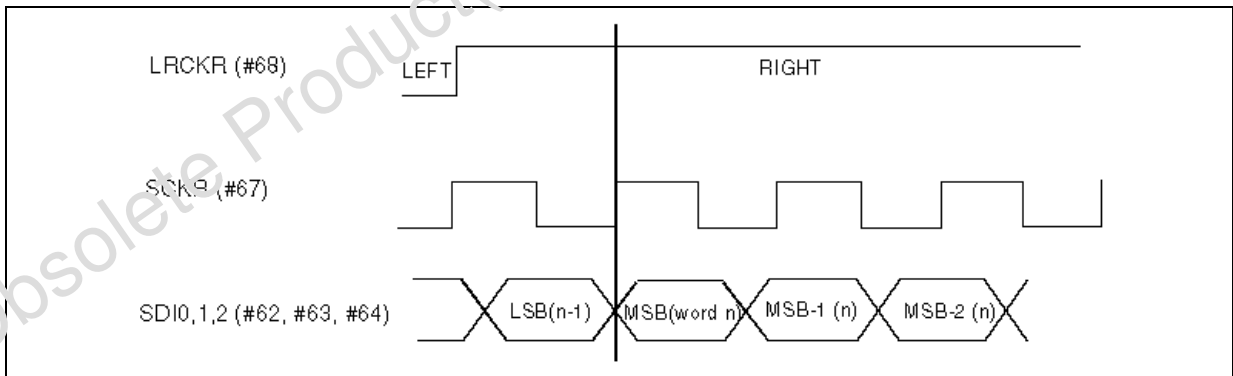 LRCKR (#68)
LEFT
RIGHT
SCKR (#67)
SDI0,1,2 (#62, #63, #64)
LSB(n-1)
MSB(word n)
MSB-1 (n)
MSB-2 (n)
Obsolete Product(